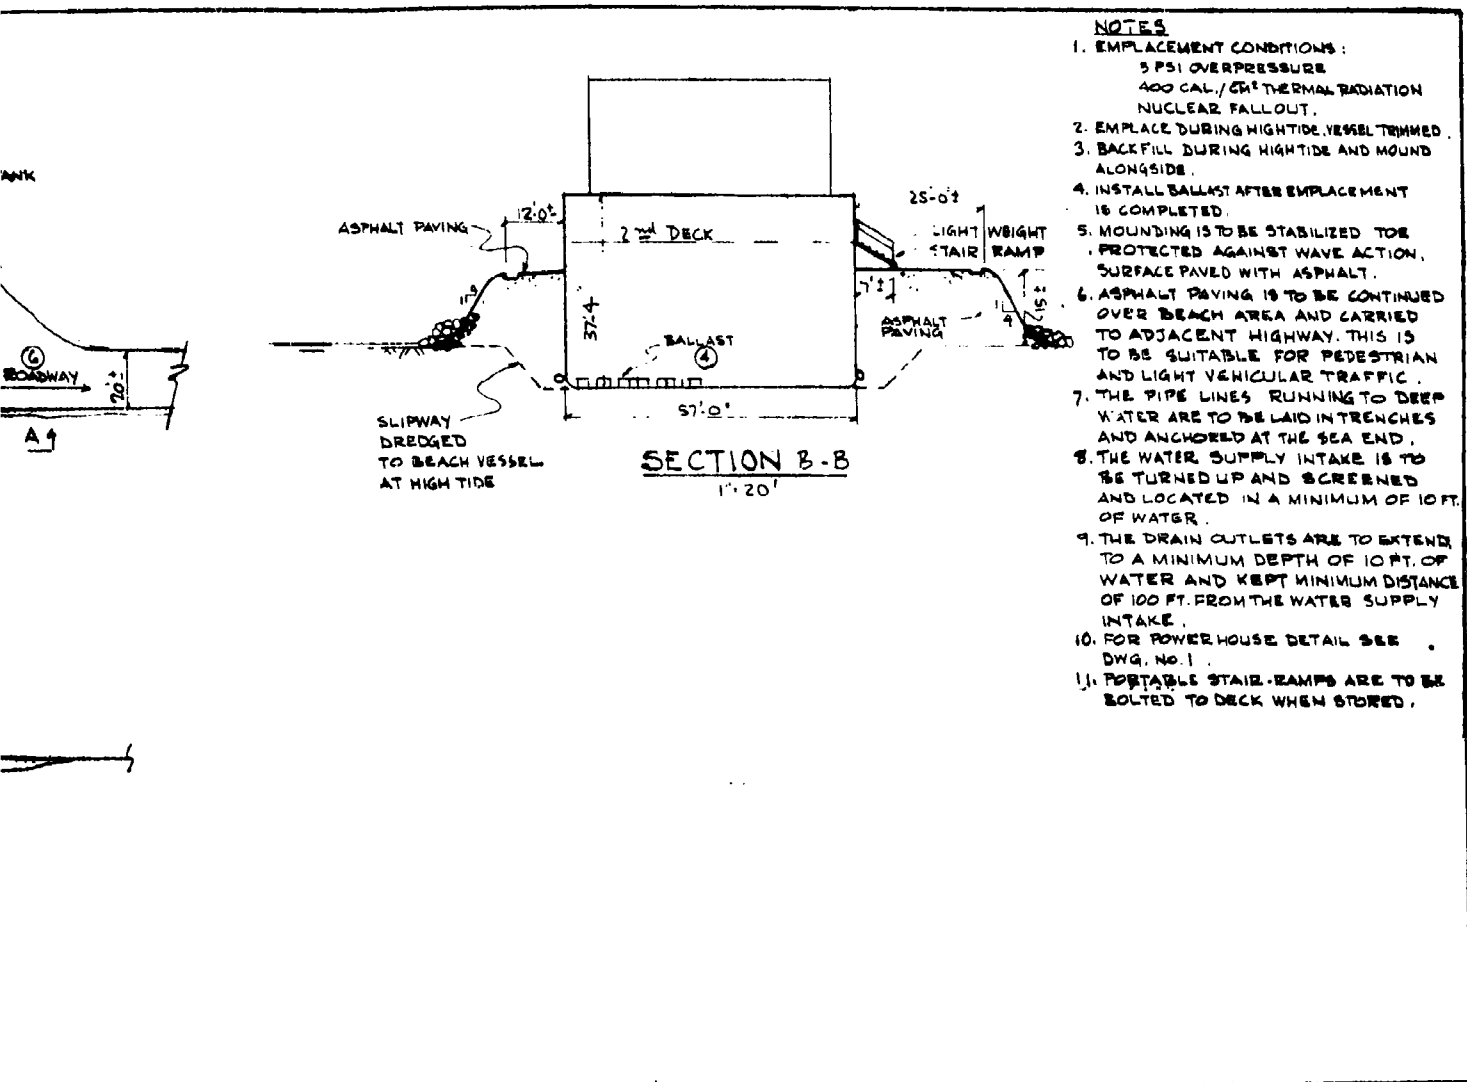 ANK
6
ROADWAY
20'±
A
ASPHALT PAVING
12'-0"±
2nd DECK
25'-0"±
LIGHT WEIGHT
STAIR RAMP
7'±
15'±
1
4
ASPHALT
PAVING
37'-4
BALLAST
4
57'-0"
SLIPWAY
DREDGED
TO BEACH VESSEL
AT HIGH TIDE
SECTION B-B
1"=20'
NOTES
1. EMPLACEMENT CONDITIONS:
5 PSI OVERPRESSURE
400 CAL./CM² THERMAL RADIATION
NUCLEAR FALLOUT.
2. EMPLACE DURING HIGHTIDE, VESSEL TRIMMED.
3. BACKFILL DURING HIGHTIDE AND MOUND
ALONGSIDE.
4. INSTALL BALLAST AFTER EMPLACEMENT
IS COMPLETED.
5. MOUNDING IS TO BE STABILIZED TOE
PROTECTED AGAINST WAVE ACTION,
SURFACE PAVED WITH ASPHALT.
6. ASPHALT PAVING IS TO BE CONTINUED
OVER BEACH AREA AND CARRIED
TO ADJACENT HIGHWAY. THIS IS
TO BE SUITABLE FOR PEDESTRIAN
AND LIGHT VEHICULAR TRAFFIC.
7. THE PIPE LINES RUNNING TO DEEP
WATER ARE TO BE LAID IN TRENCHES
AND ANCHORED AT THE SEA END.
8. THE WATER SUPPLY INTAKE IS TO
BE TURNED UP AND SCREENED
AND LOCATED IN A MINIMUM OF 10 FT.
OF WATER.
9. THE DRAIN OUTLETS ARE TO EXTEND
TO A MINIMUM DEPTH OF 10 FT. OF
WATER AND KEPT MINIMUM DISTANCE
OF 100 FT. FROM THE WATER SUPPLY
INTAKE.
10. FOR POWERHOUSE DETAIL SEE
DWG. NO. 1.
11. PORTABLE STAIR-RAMPS ARE TO BE
BOLTED TO DECK WHEN STORED.